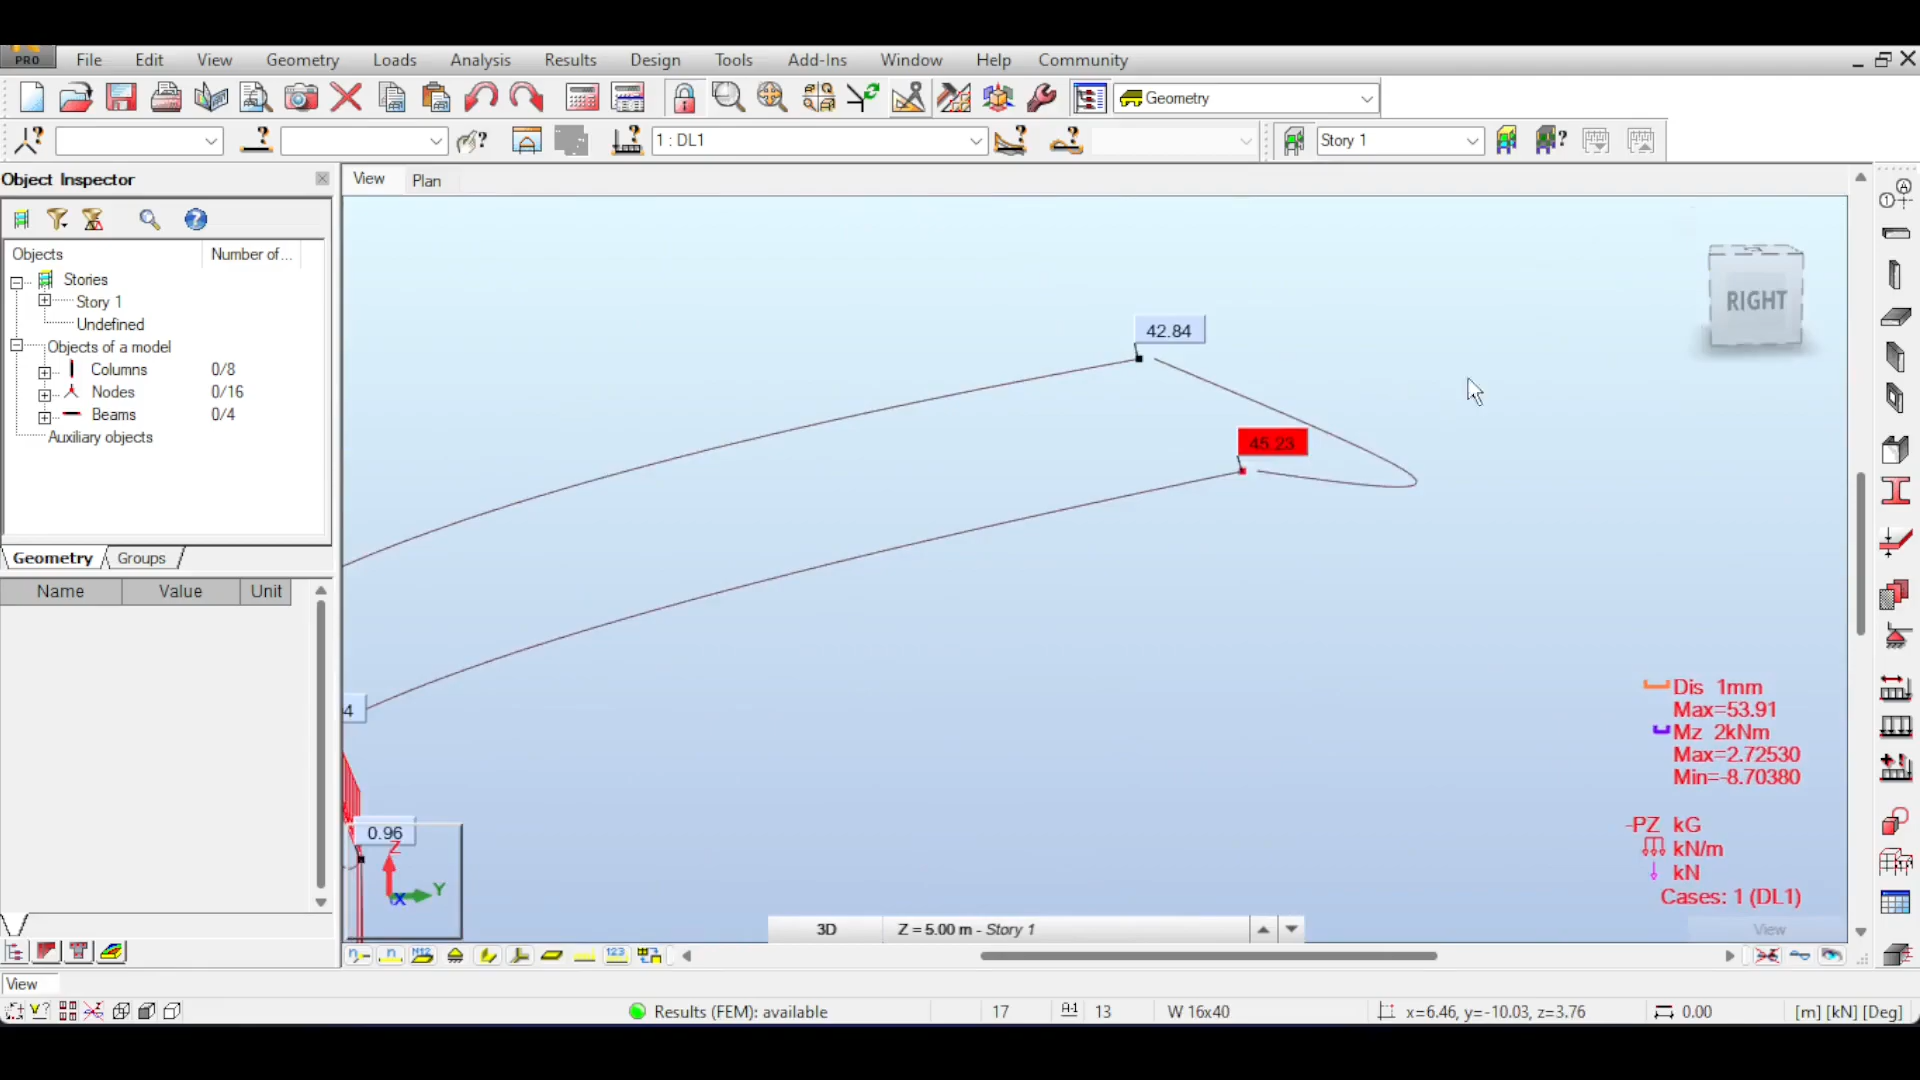 PRO File Edit View Geometry Loads Analysis Results Design Tools Add-Ins Window Help Community
Geometry
1 : DL1 Story 1
Object Inspector
View Plan
Objects Number of...
Stories
Story 1
Undefined
Objects of a model
Columns 0/8
Nodes 0/16
Beams 0/4
Auxiliary objects
Geometry Groups
Name Value Unit
RIGHT
42.84
45.23
4
0.96
Z
Y
X
Dis 1mm
Max=53.91
Mz 2kNm
Max=2.72530
Min=-8.70380
-PZ kG
kN/m
kN
Cases: 1 (DL1)
3D Z = 5.00 m - Story 1 View
View
Results (FEM): available 17 13 W 16x40 x=6.46, y=-10.03, z=3.76 0.00 [m] [kN] [Deg]